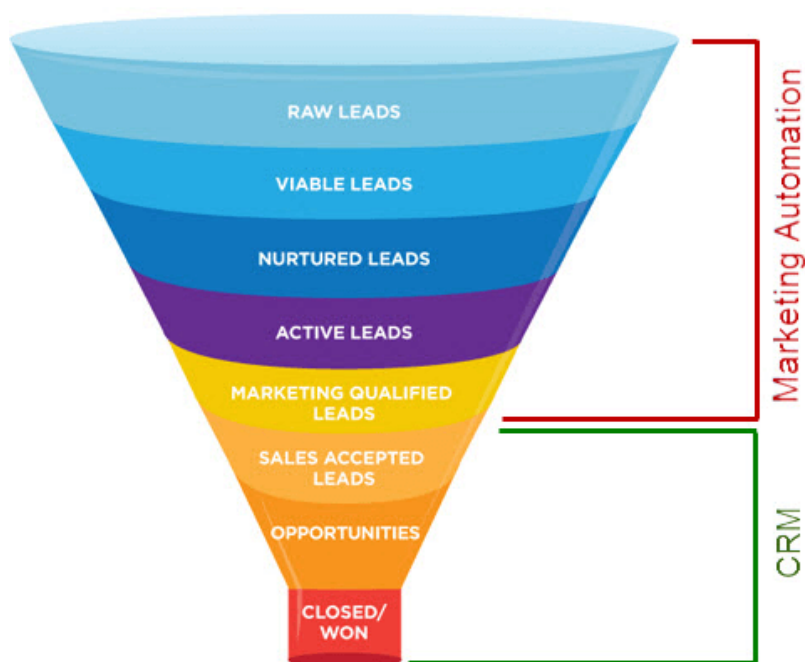 RAW LEADS
VIABLE LEADS
NURTURED LEADS
ACTIVE LEADS
MARKETING QUALIFIED
LEADS
SALES ACCEPTED
LEADS
OPPORTUNITIES
CLOSED/
WON
Marketing Automation
CRM